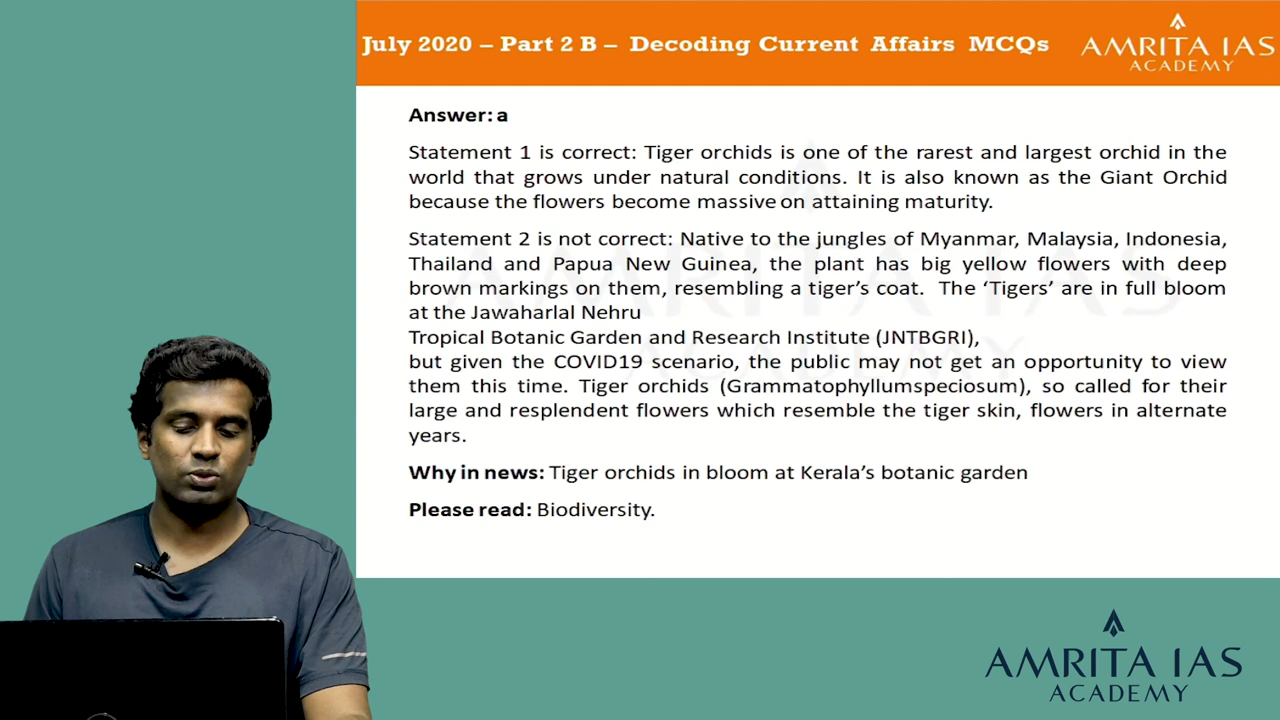 July 2020 – Part 2 B – Decoding Current Affairs MCQs
AMRITA IAS
ACADEMY
Answer: a
Statement 1 is correct: Tiger orchids is one of the rarest and largest orchid in the
world that grows under natural conditions. It is also known as the Giant Orchid
because the flowers become massive on attaining maturity.
Statement 2 is not correct: Native to the jungles of Myanmar, Malaysia, Indonesia,
Thailand and Papua New Guinea, the plant has big yellow flowers with deep
brown markings on them, resembling a tiger’s coat. The ‘Tigers’ are in full bloom
at the Jawaharlal Nehru
Tropical Botanic Garden and Research Institute (JNTBGRI),
but given the COVID19 scenario, the public may not get an opportunity to view
them this time. Tiger orchids (Grammatophyllumspeciosum), so called for their
large and resplendent flowers which resemble the tiger skin, flowers in alternate
years.
Why in news: Tiger orchids in bloom at Kerala’s botanic garden
Please read: Biodiversity.
AMRITA IAS
ACADEMY
AMRITA IAS
ACADEMY